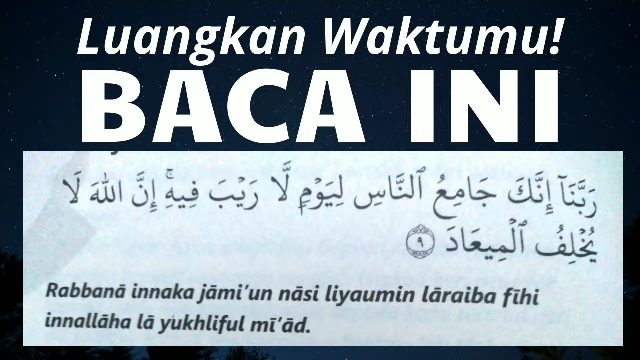 Luangkan Waktumu!
BACA INI
رَبَّنَآ إِنَّكَ جَامِعُ ٱلنَّاسِ لِيَوْمٍ لَّا رَيْبَ فِيهِۚ إِنَّ ٱللَّهَ لَا
يُخْلِفُ ٱلْمِيعَادَ ۝٩
Rabbanā innaka jāmi‘un nāsi liyaumin lāraiba fīhi
innallāha lā yukhliful mī‘ād.